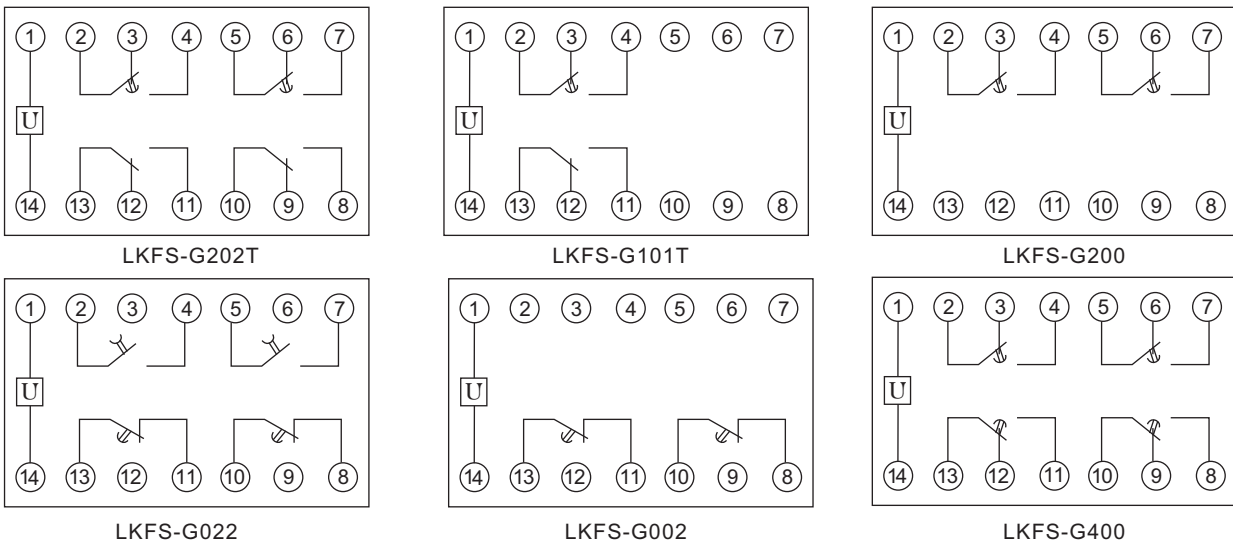 1 2 3 4 5 6 7
U
14 13 12 11 10 9 8
LKFS-G202T
1 2 3 4 5 6 7
U
14 13 12 11 10 9 8
LKFS-G101T
1 2 3 4 5 6 7
U
14 13 12 11 10 9 8
LKFS-G200
1 2 3 4 5 6 7
U
14 13 12 11 10 9 8
LKFS-G022
1 2 3 4 5 6 7
U
14 13 12 11 10 9 8
LKFS-G002
1 2 3 4 5 6 7
U
14 13 12 11 10 9 8
LKFS-G400